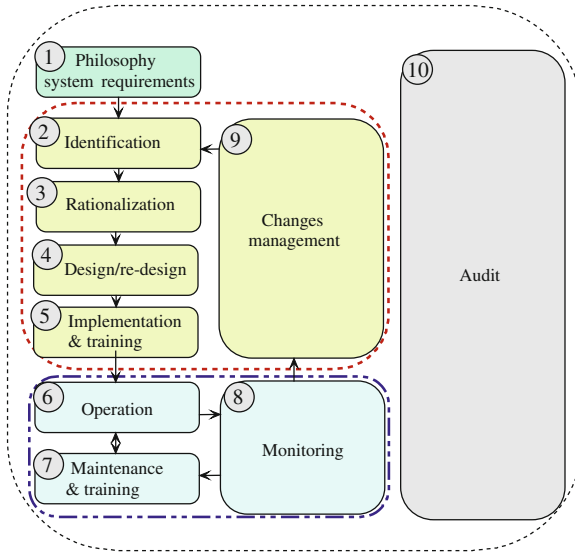 1
Philosophy
system requirements
2
Identification
3
Rationalization
4
Design/re-design
5
Implementation
& training
6
Operation
7
Maintenance
& training
8
Monitoring
9
Changes
management
10
Audit